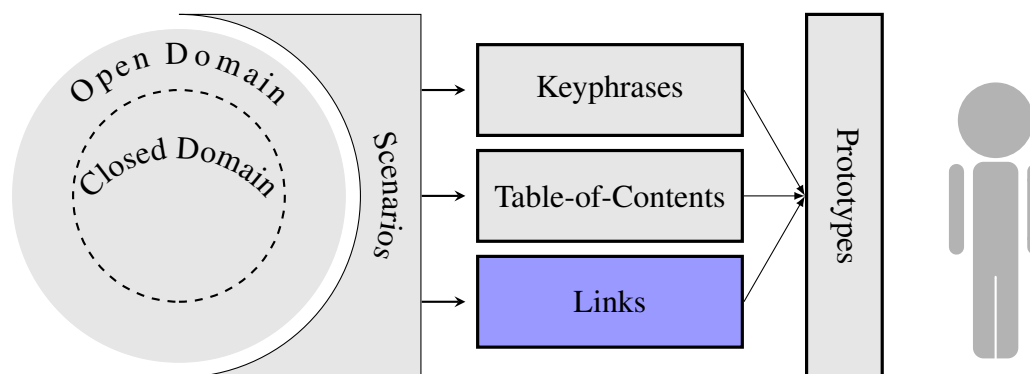 Open Domain
Closed Domain
Scenarios
Keyphrases
Table-of-Contents
Links
Prototypes